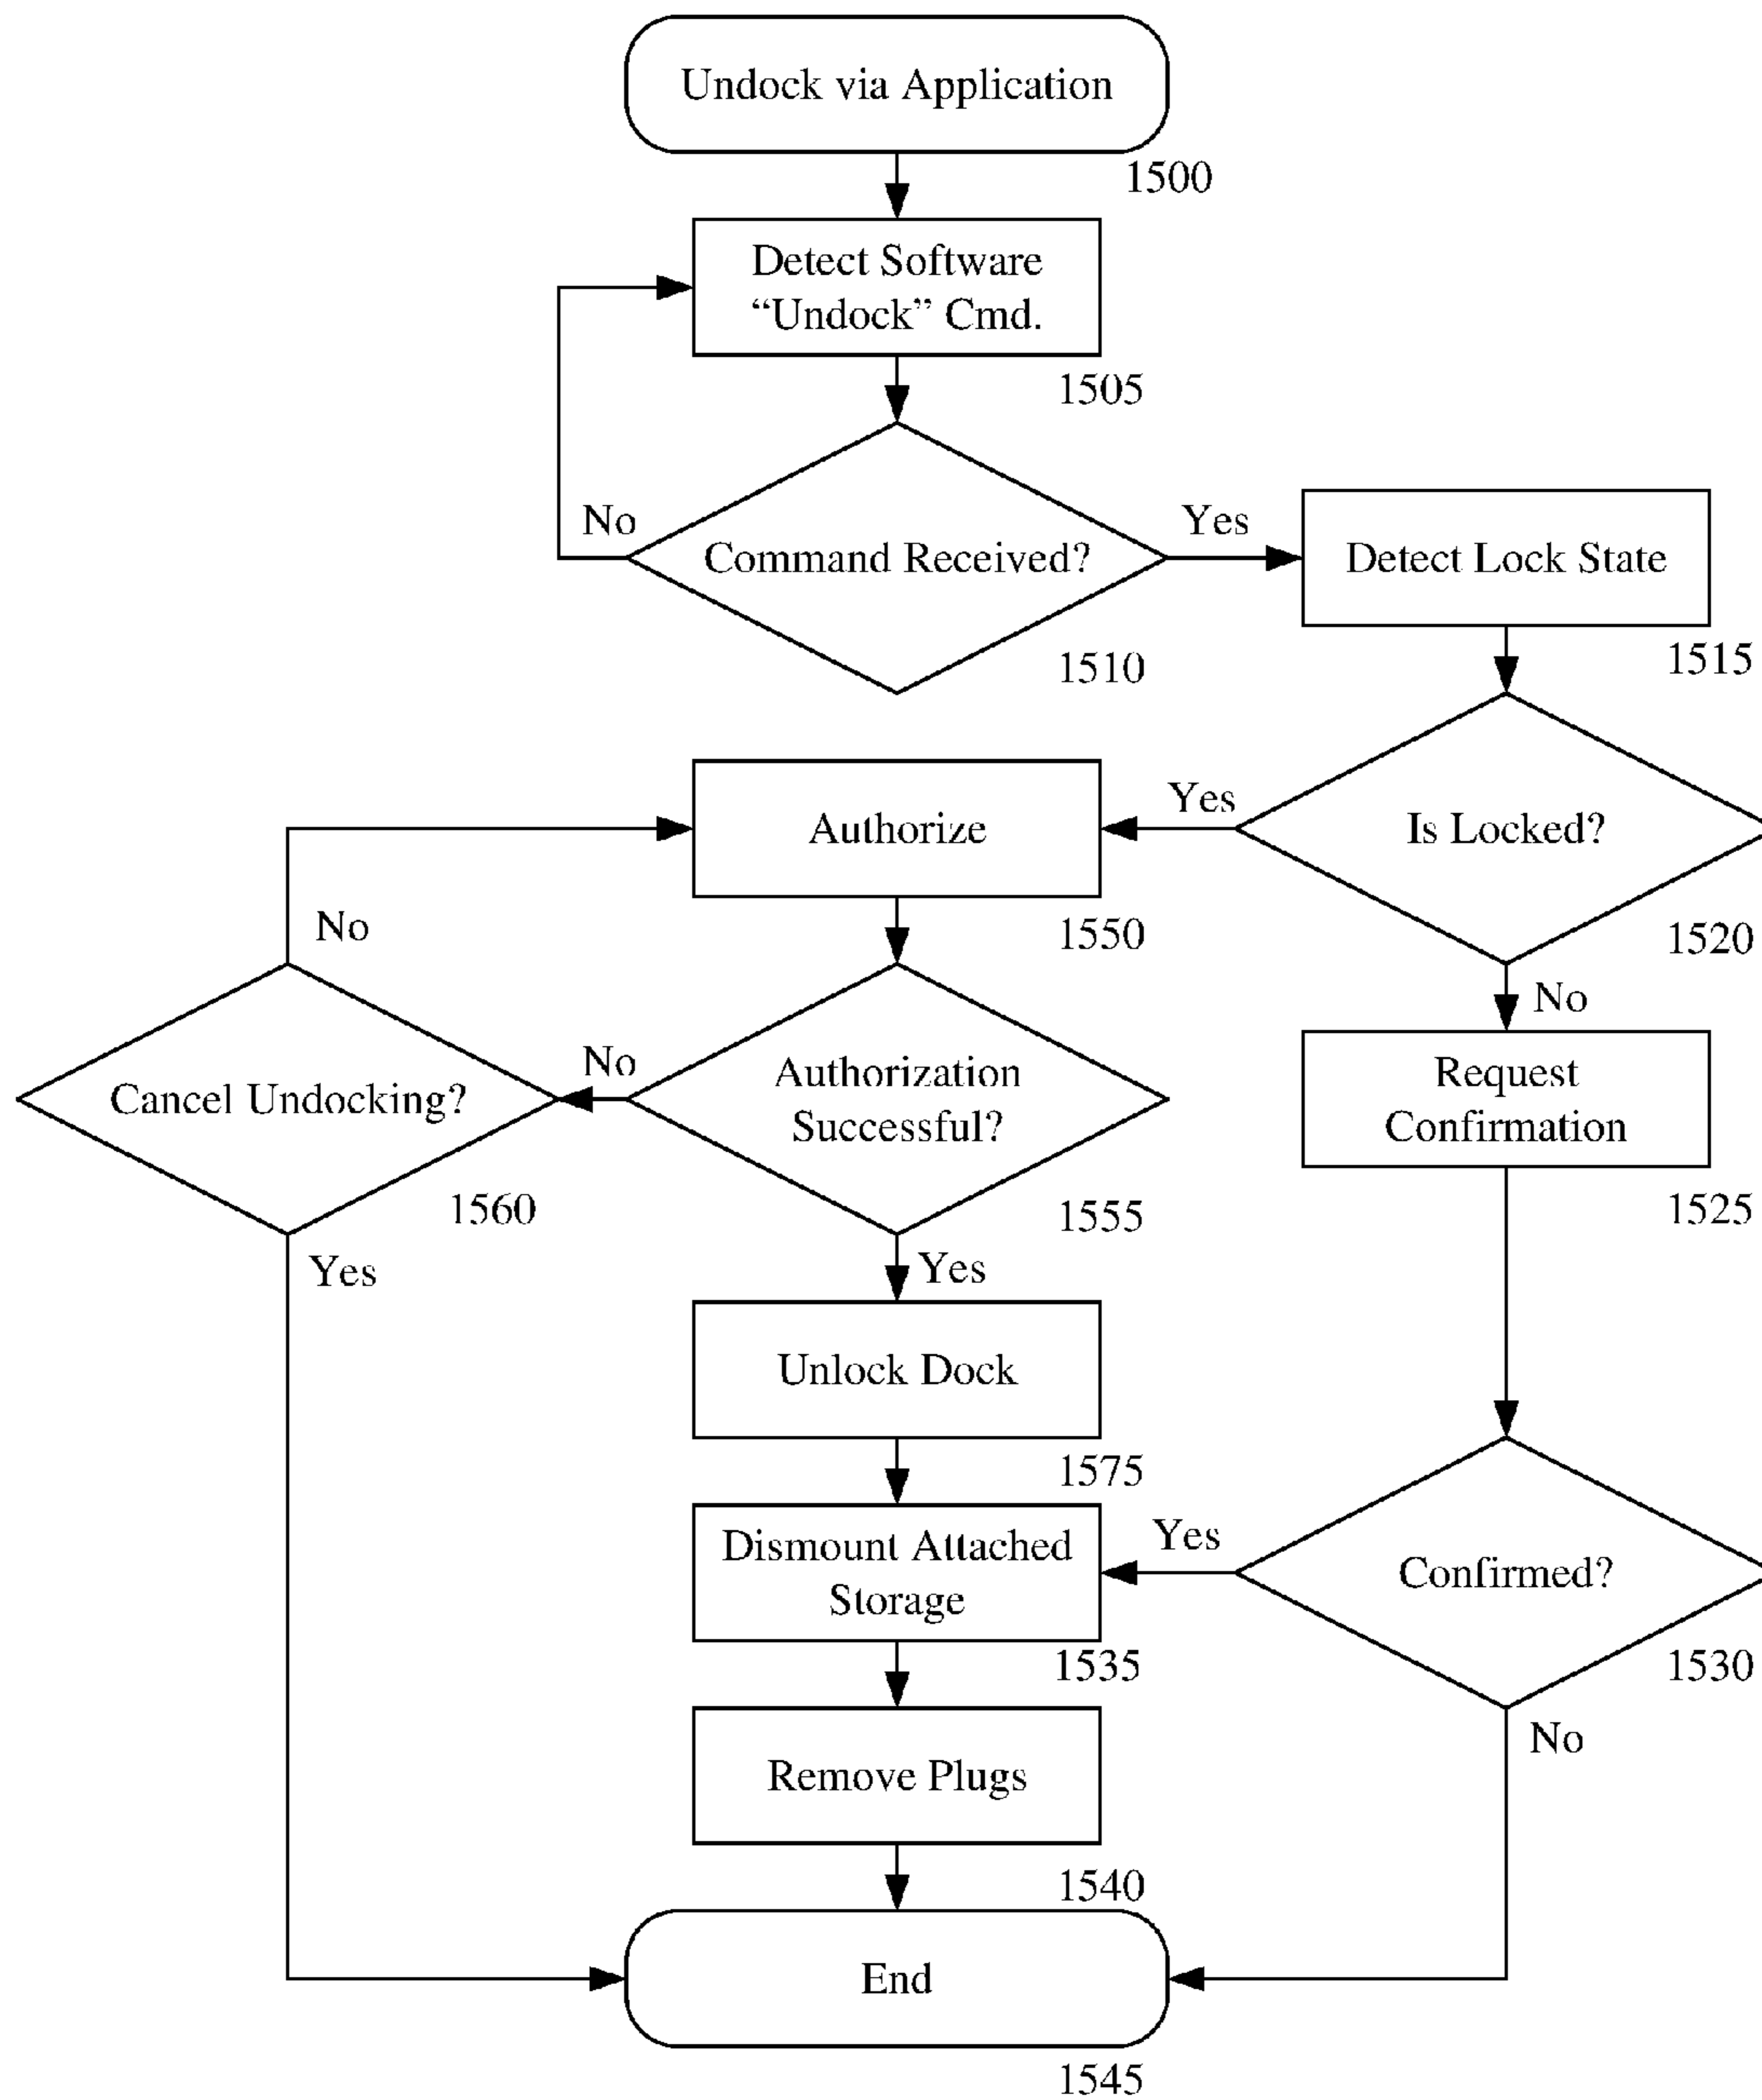 Undock via Application
1500
Detect Software
“Undock” Cmd.
1505
No
Command Received?
Yes
1510
Detect Lock State
1515
Is Locked?
Yes
1520
No
Authorize
1550
Request
Confirmation
1525
Authorization
Successful?
No
1555
Yes
Cancel Undocking?
No
1560
Yes
Unlock Dock
1575
Confirmed?
Yes
1530
No
Dismount Attached
Storage
1535
Remove Plugs
1540
End
1545